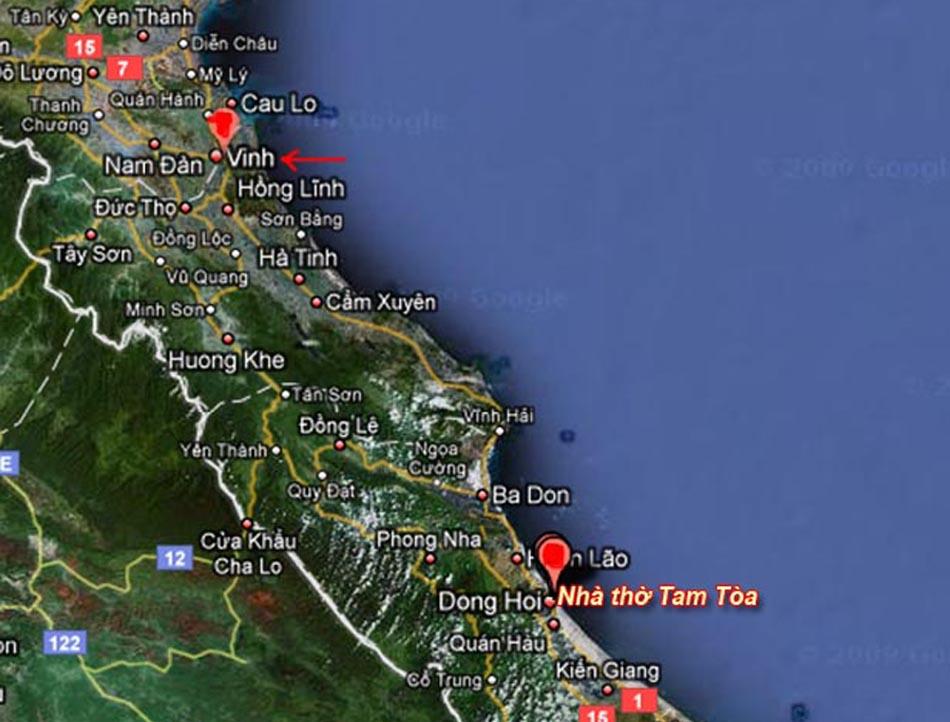 Tân Kỳ
Yên Thành
15
Diễn Châu
7
Mỹ Lý
Đô Lương
Quán Hành
Cau Lo
Thanh
Chương
Vinh
Nam Đàn
Hồng Lĩnh
Đức Thọ
Sơn Bằng
Đồng Lộc
Tây Sơn
Hà Tinh
Vũ Quang
Cẩm Xuyên
Minh Sơn
Huong Khe
Tân Sơn
Vĩnh Hải
Đồng Lê
Yên Thành
Ngọa
Cương
E
Quy Đạt
Ba Don
Cửa Khẩu
Cha Lo
Phong Nha
Lão
12
Dong Hoi
Nhà thờ Tam Tòa
122
Quán Hàu
Kiến Giang
Cổ Trung
1
15
Google
© 2009 Google
2009 Google
© 2009 Google